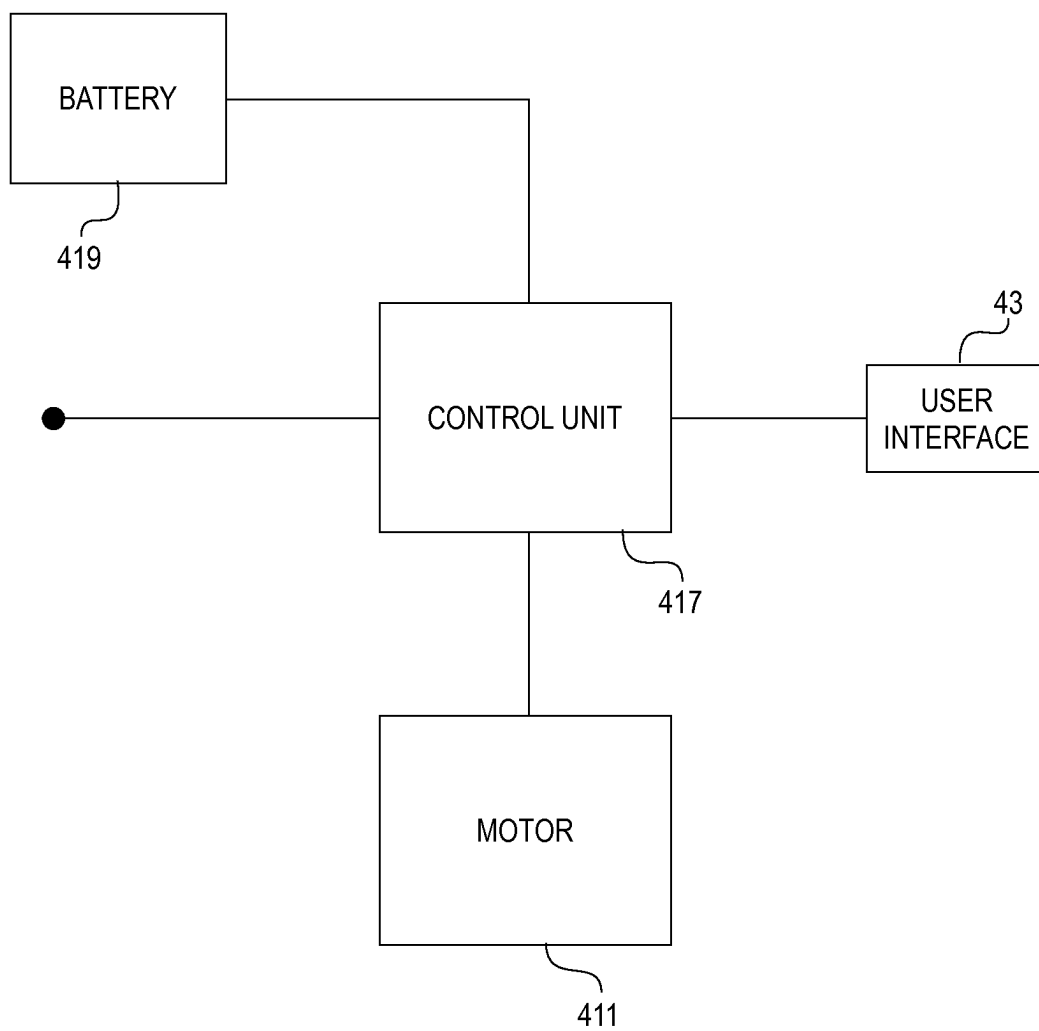 BATTERY
419
43
USER
INTERFACE
CONTROL UNIT
417
MOTOR
411